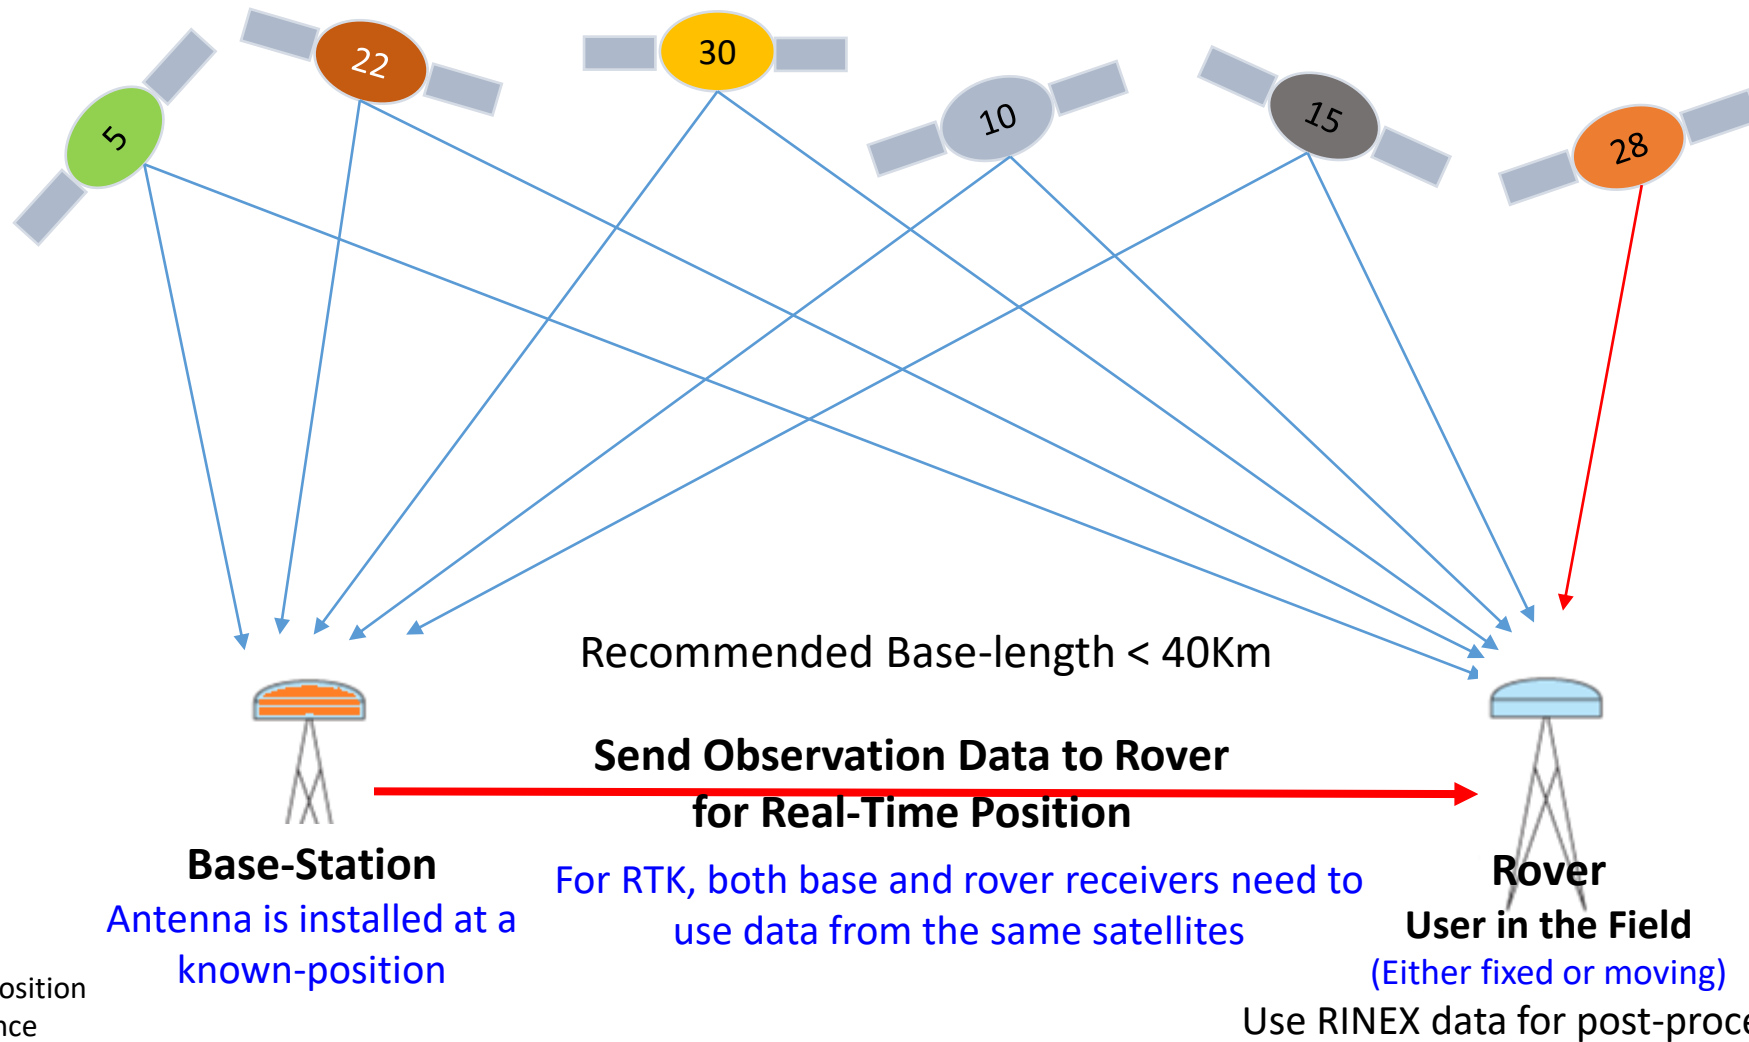 5
22
30
10
15
28
Recommended Base-length < 40Km
Send Observation Data to Rover
for Real-Time Position
Base-Station
Antenna is installed at a
known-position
For RTK, both base and rover receivers need to
use data from the same satellites
Rover
User in the Field
(Either fixed or moving)
Use RINEX data for post-proce
osition
nce